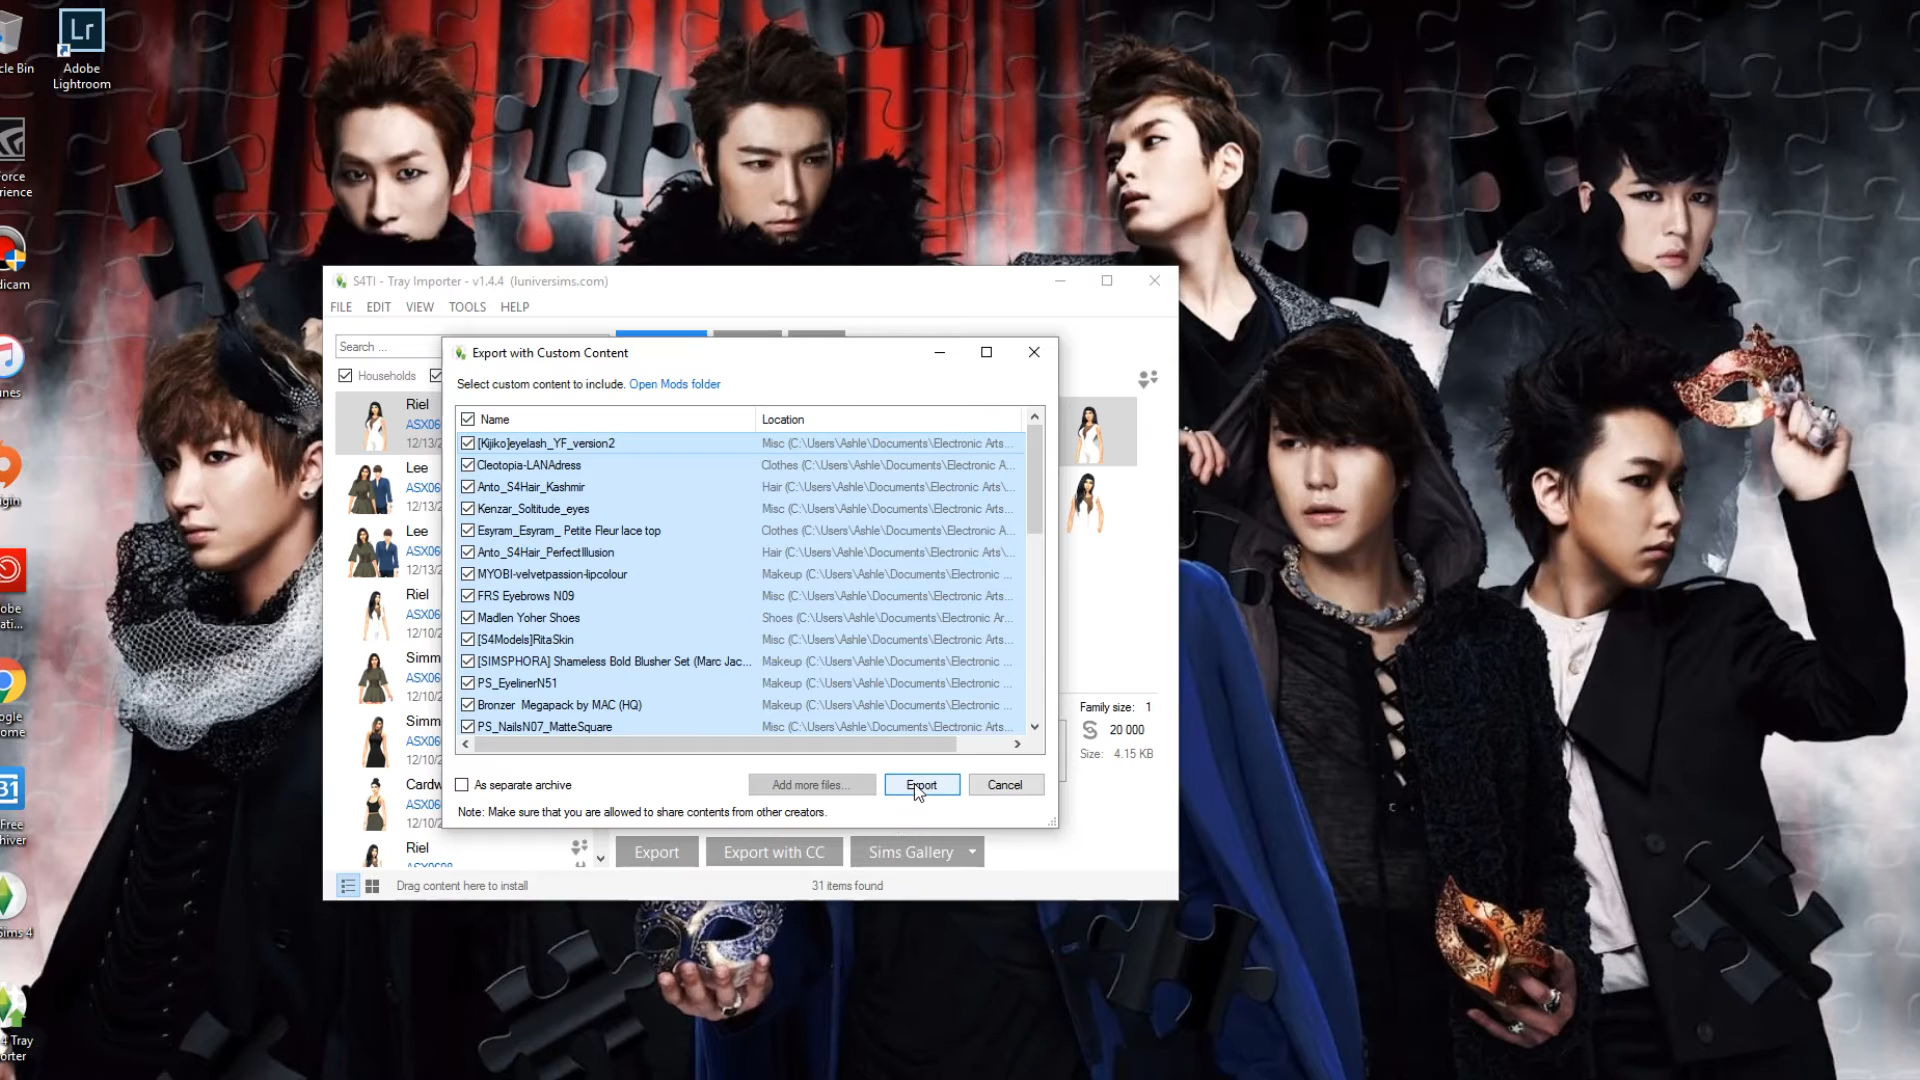 cle Bin
Adobe
Lightroom
orce
rience
dicam
nes
gin
obe
ati...
ogle
ome
31
Free
hiver
Sims 4
4 Tray
orter
Lr
S4TI - Tray Importer - v1.4.4 (luniversims.com)
FILE EDIT VIEW TOOLS HELP
Search ...
Households
Riel
ASX06
12/13/2
Lee
ASX06
12/13/2
Lee
ASX06
12/13/2
Riel
ASX06
12/10/2
Simm
ASX06
12/10/2
Simm
ASX06
12/10/2
Cardw
ASX06
12/10/2
Riel
Export with Custom Content
Select custom content to include. Open Mods folder
Name Location
[Kijiko]eyelash_YF_version2 Misc (C:\Users\Ashle\Documents\Electronic Arts...
Cleotopia-LANAdress Clothes (C:\Users\Ashle\Documents\Electronic A...
Anto_S4Hair_Kashmir Hair (C:\Users\Ashle\Documents\Electronic Arts\...
Kenzar_Soltitude_eyes Misc (C:\Users\Ashle\Documents\Electronic Arts...
Esyram_Esyram_ Petite Fleur lace top Clothes (C:\Users\Ashle\Documents\Electronic A...
Anto_S4Hair_PerfectIllusion Hair (C:\Users\Ashle\Documents\Electronic Arts\...
MYOBI-velvetpassion-lipcolour Makeup (C:\Users\Ashle\Documents\Electronic ...
FRS Eyebrows N09 Misc (C:\Users\Ashle\Documents\Electronic Arts...
Madlen Yoher Shoes Shoes (C:\Users\Ashle\Documents\Electronic Ar...
[S4Models]RitaSkin Misc (C:\Users\Ashle\Documents\Electronic Arts...
[SIMSPHORA] Shameless Bold Blusher Set (Marc Jac... Makeup (C:\Users\Ashle\Documents\Electronic ...
PS_EyelinerN51 Makeup (C:\Users\Ashle\Documents\Electronic ...
Bronzer Megapack by MAC (HQ) Makeup (C:\Users\Ashle\Documents\Electronic ...
PS_NailsN07_MatteSquare Misc (C:\Users\Ashle\Documents\Electronic Arts...
As separate archive Add more files... Export Cancel
Note: Make sure that you are allowed to share contents from other creators.
Family size: 1
20 000
Size: 4.15 KB
Export Export with CC Sims Gallery
Drag content here to install 31 items found